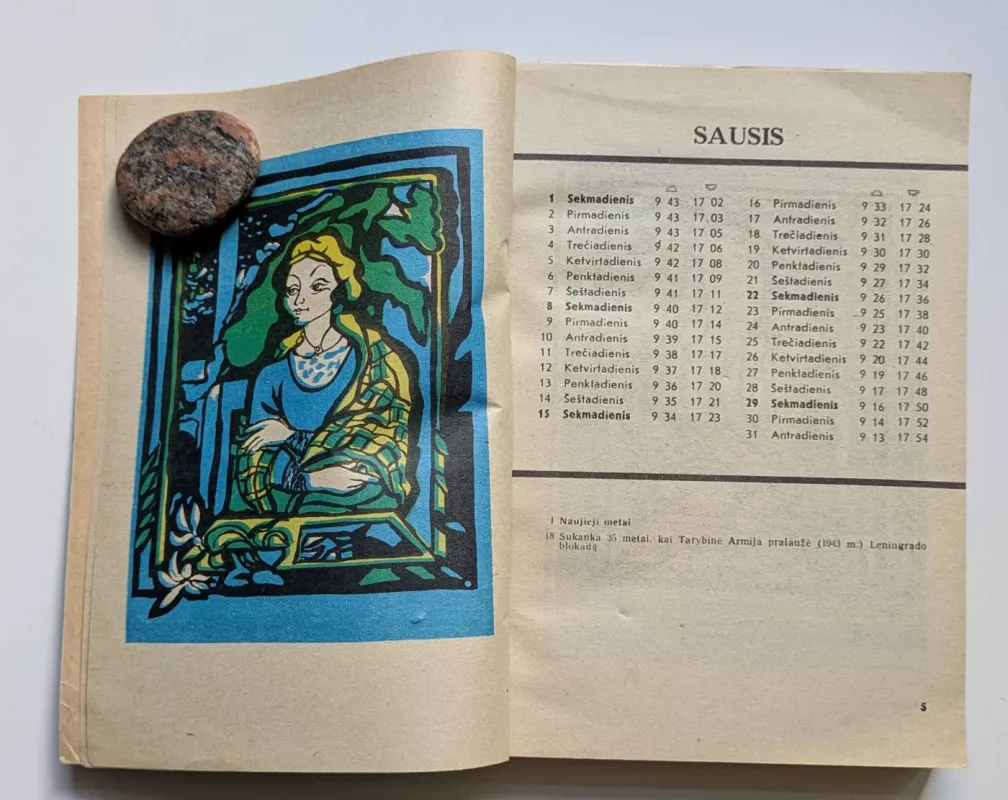 SAUSIS
1 Sekmadienis 9 43 17 02
2 Pirmadienis 9 43 17 03
3 Antradienis 9 43 17 05
4 Trečiadienis 9 42 17 06
5 Ketvirtadienis 9 42 17 08
6 Penktadienis 9 41 17 09
7 Šeštadienis 9 41 17 11
8 Sekmadienis 9 40 17 12
9 Pirmadienis 9 40 17 14
10 Antradienis 9 39 17 15
11 Trečiadienis 9 38 17 17
12 Ketvirtadienis 9 37 17 18
13 Penktadienis 9 36 17 20
14 Šeštadienis 9 35 17 21
15 Sekmadienis 9 34 17 23
16 Pirmadienis 9 33 17 24
17 Antradienis 9 32 17 26
18 Trečiadienis 9 31 17 28
19 Ketvirtadienis 9 30 17 30
20 Penktadienis 9 29 17 32
21 Šeštadienis 9 27 17 34
22 Sekmadienis 9 26 17 36
23 Pirmadienis 9 25 17 38
24 Antradienis 9 23 17 40
25 Trečiadienis 9 22 17 42
26 Ketvirtadienis 9 20 17 44
27 Penktadienis 9 19 17 46
28 Šeštadienis 9 17 17 48
29 Sekmadienis 9 16 17 50
30 Pirmadienis 9 14 17 52
31 Antradienis 9 13 17 54
1 Naujieji metai
18 Sukanka 35 metai, kai Tarybinė Armija pralaužė (1943 m.) Leningrado
blokadą.
5